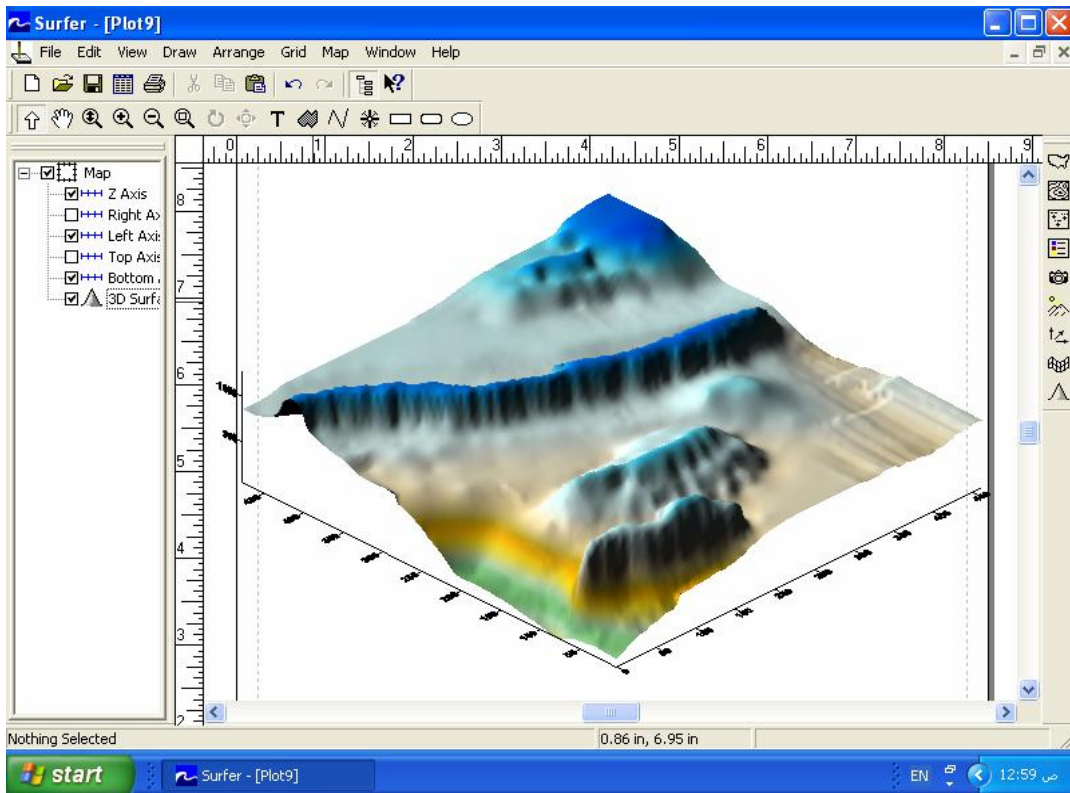 Surfer - [Plot9]
File Edit View Draw Arrange Grid Map Window Help
0 1 2 3 4 5 6 7 8 9
Map
Z Axis
Right Ax
Left Axi
Top Axis
Bottom
3D Surfa
8
7
6
5
4
3
2
Nothing Selected
0.86 in, 6.95 in
start
Surfer - [Plot9]
EN
12:59 ص